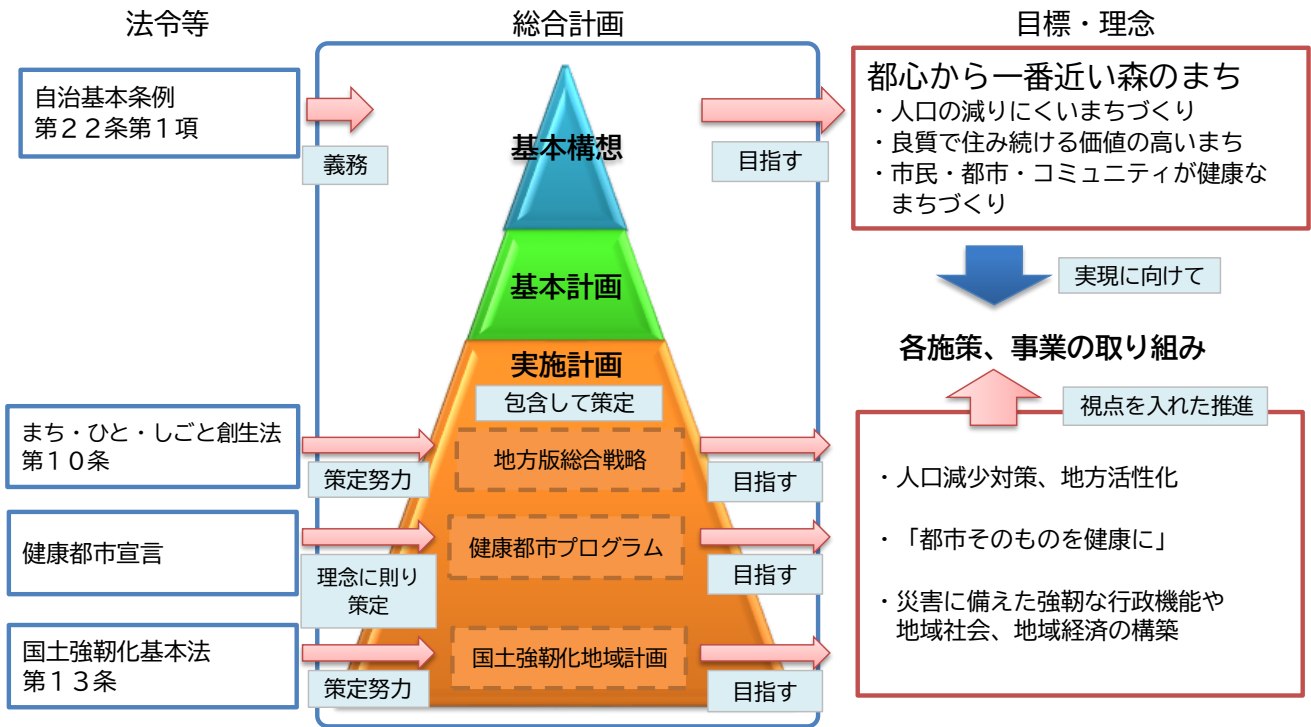 法令等
総合計画
目標・理念
自治基本条例
第２２条第１項
義務
基本構想
目指す
都心から一番近い森のまち
・人口の減りにくいまちづくり
・良質で住み続ける価値の高いまち
・市民・都市・コミュニティが健康な
まちづくり
実現に向けて
基本計画
各施策、事業の取り組み
視点を入れた推進
実施計画
包含して策定
まち・ひと・しごと創生法
第１０条
策定努力
地方版総合戦略
目指す
・人口減少対策、地方活性化
健康都市宣言
理念に則り
策定
健康都市プログラム
目指す
・「都市そのものを健康に」
国土強靭化基本法
第１３条
策定努力
国土強靭化地域計画
目指す
・災害に備えた強靭な行政機能や
地域社会、地域経済の構築